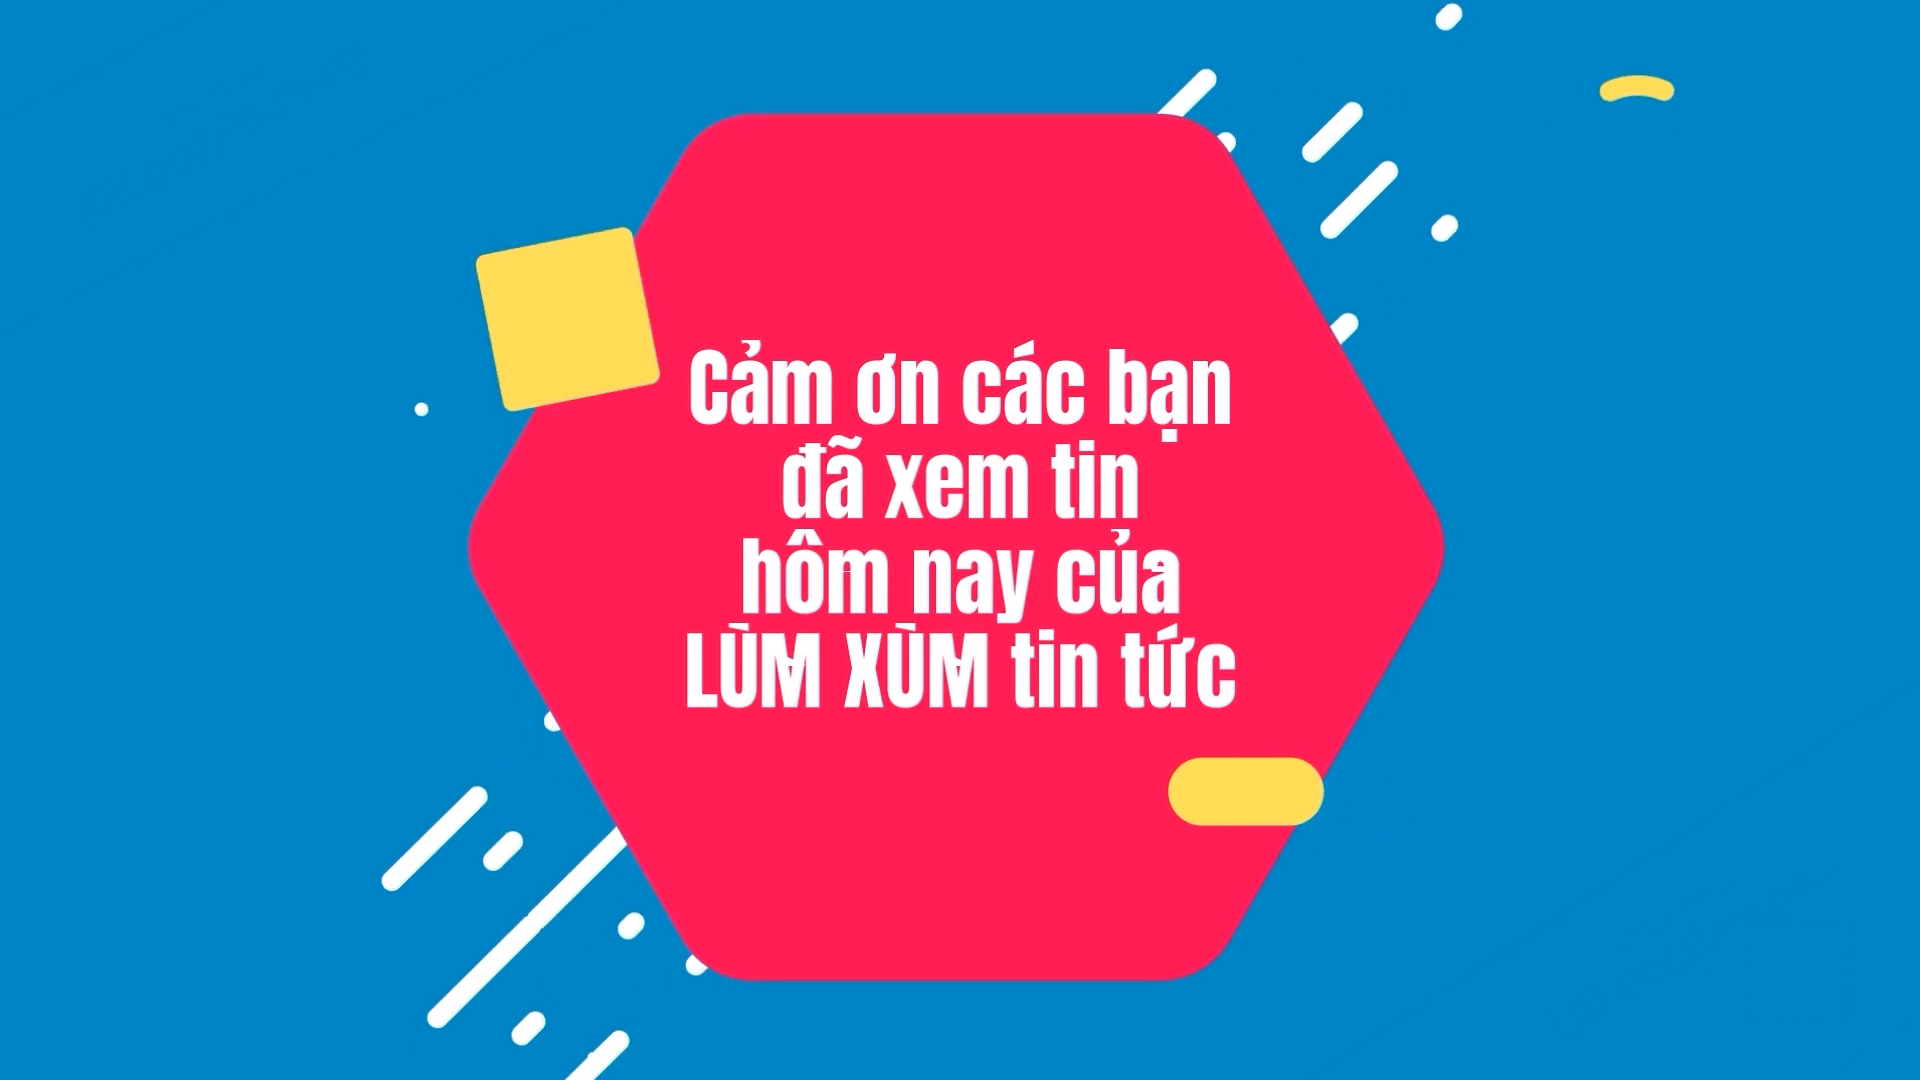 Cảm ơn các bạn
đã xem tin
hôm nay của
LÙM XÙM tin tức